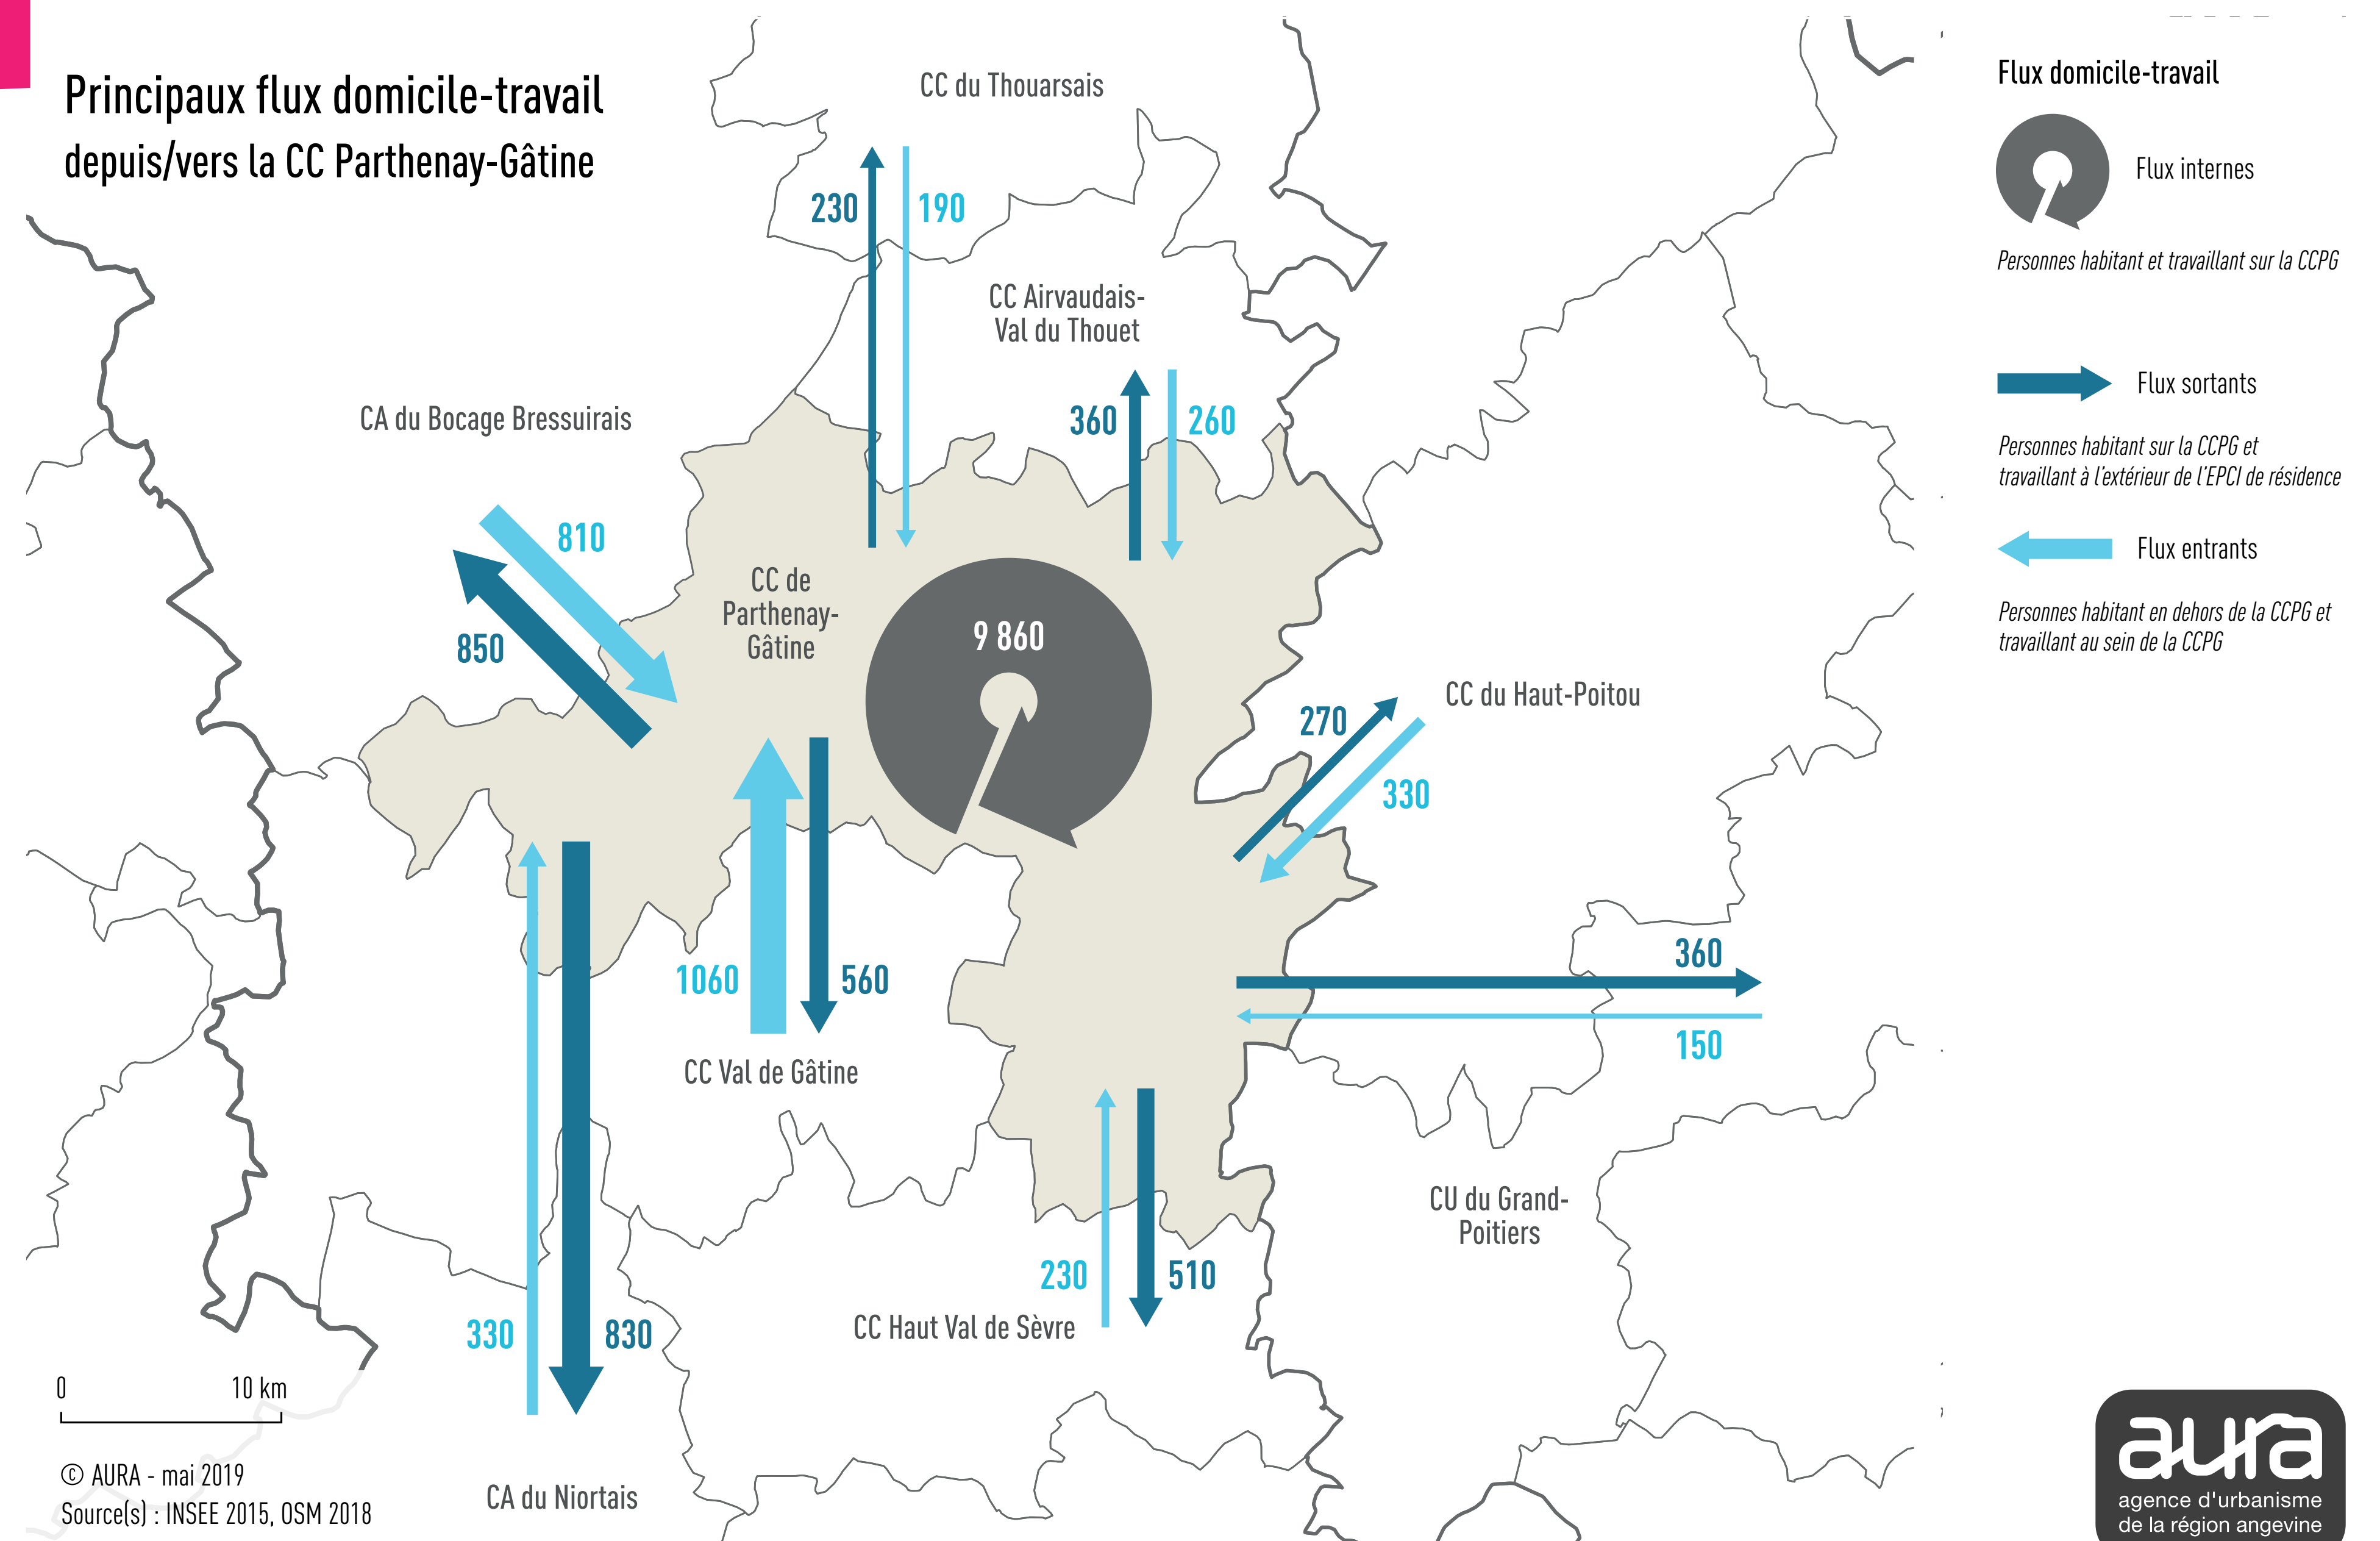 Principaux flux domicile-travail
depuis/vers la CC Parthenay-Gâtine
CC du Thouarsais
230
190
CC Airvaudais-
Val du Thouet
360
260
CA du Bocage Bressuirais
810
850
CC de
Parthenay-
Gâtine
9 860
CC du Haut-Poitou
270
330
1060
560
CC Val de Gâtine
360
150
CU du Grand-
Poitiers
230
510
CC Haut Val de Sèvre
330
830
CA du Niortais
0
10 km
© AURA - mai 2019
Source(s) : INSEE 2015, OSM 2018
Flux domicile-travail
Flux internes
Personnes habitant et travaillant sur la CCPG
Flux sortants
Personnes habitant sur la CCPG et
travaillant à l'extérieur de l'EPCI de résidence
Flux entrants
Personnes habitant en dehors de la CCPG et
travaillant au sein de la CCPG
aura
agence d'urbanisme
de la région angevine